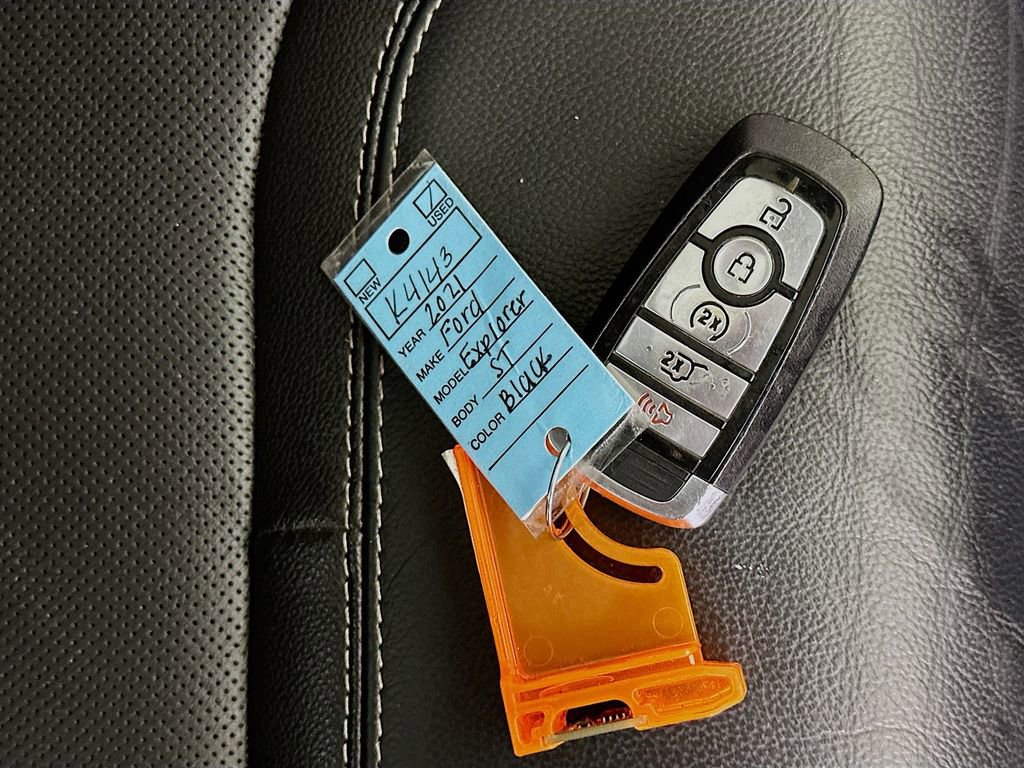 NEW USED
K4143
YEAR 2021
MAKE Ford
MODEL Explorer
BODY ST
COLOR Black
2x
2x